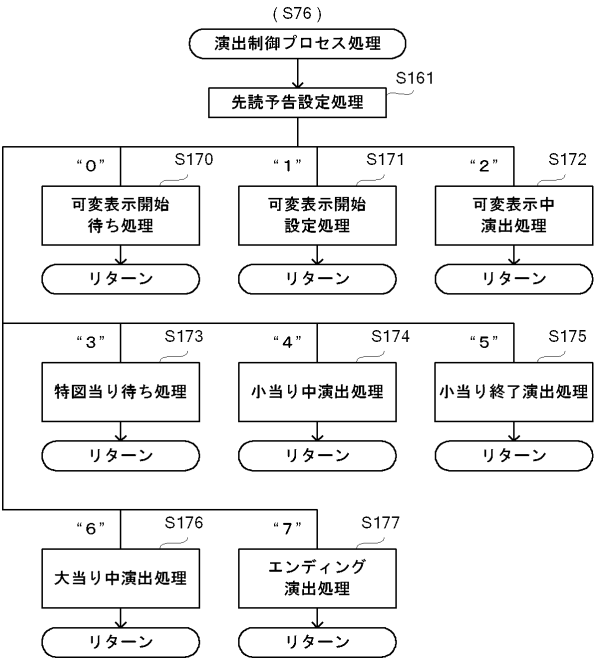 (S76)
演出制御プロセス処理
S161
先読予告設定処理
“0”
S170
可変表示開始
待ち処理
リターン
“1”
S171
可変表示開始
設定処理
リターン
“2”
S172
可変表示中
演出処理
リターン
“3”
S173
特図当り待ち処理
リターン
“4”
S174
小当り中演出処理
リターン
“5”
S175
小当り終了演出処理
リターン
“6”
S176
大当り中演出処理
リターン
“7”
S177
エンディング
演出処理
リターン